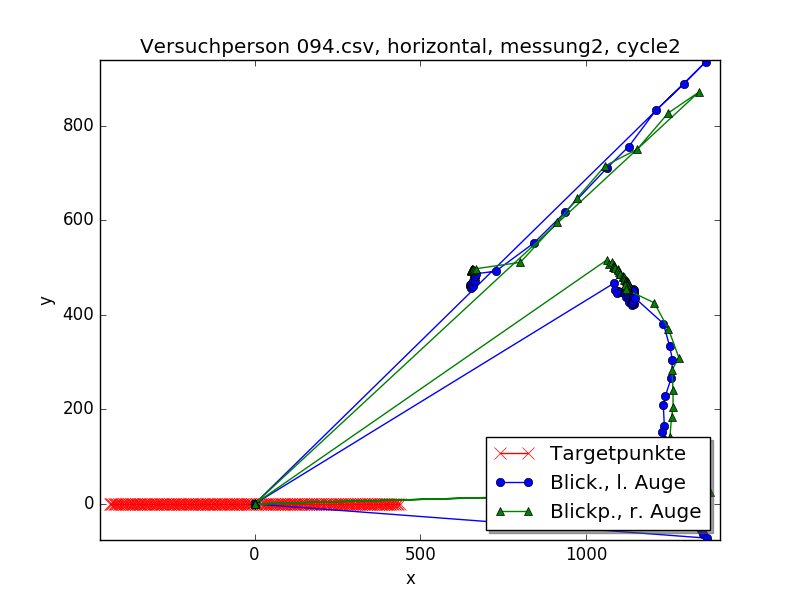 Versuchperson 094.csv, horizontal, messung2, cycle2
y
800
600
400
200
0
Targetpunkte
Blick., l. Auge
Blickp., r. Auge
0 500 1000
x